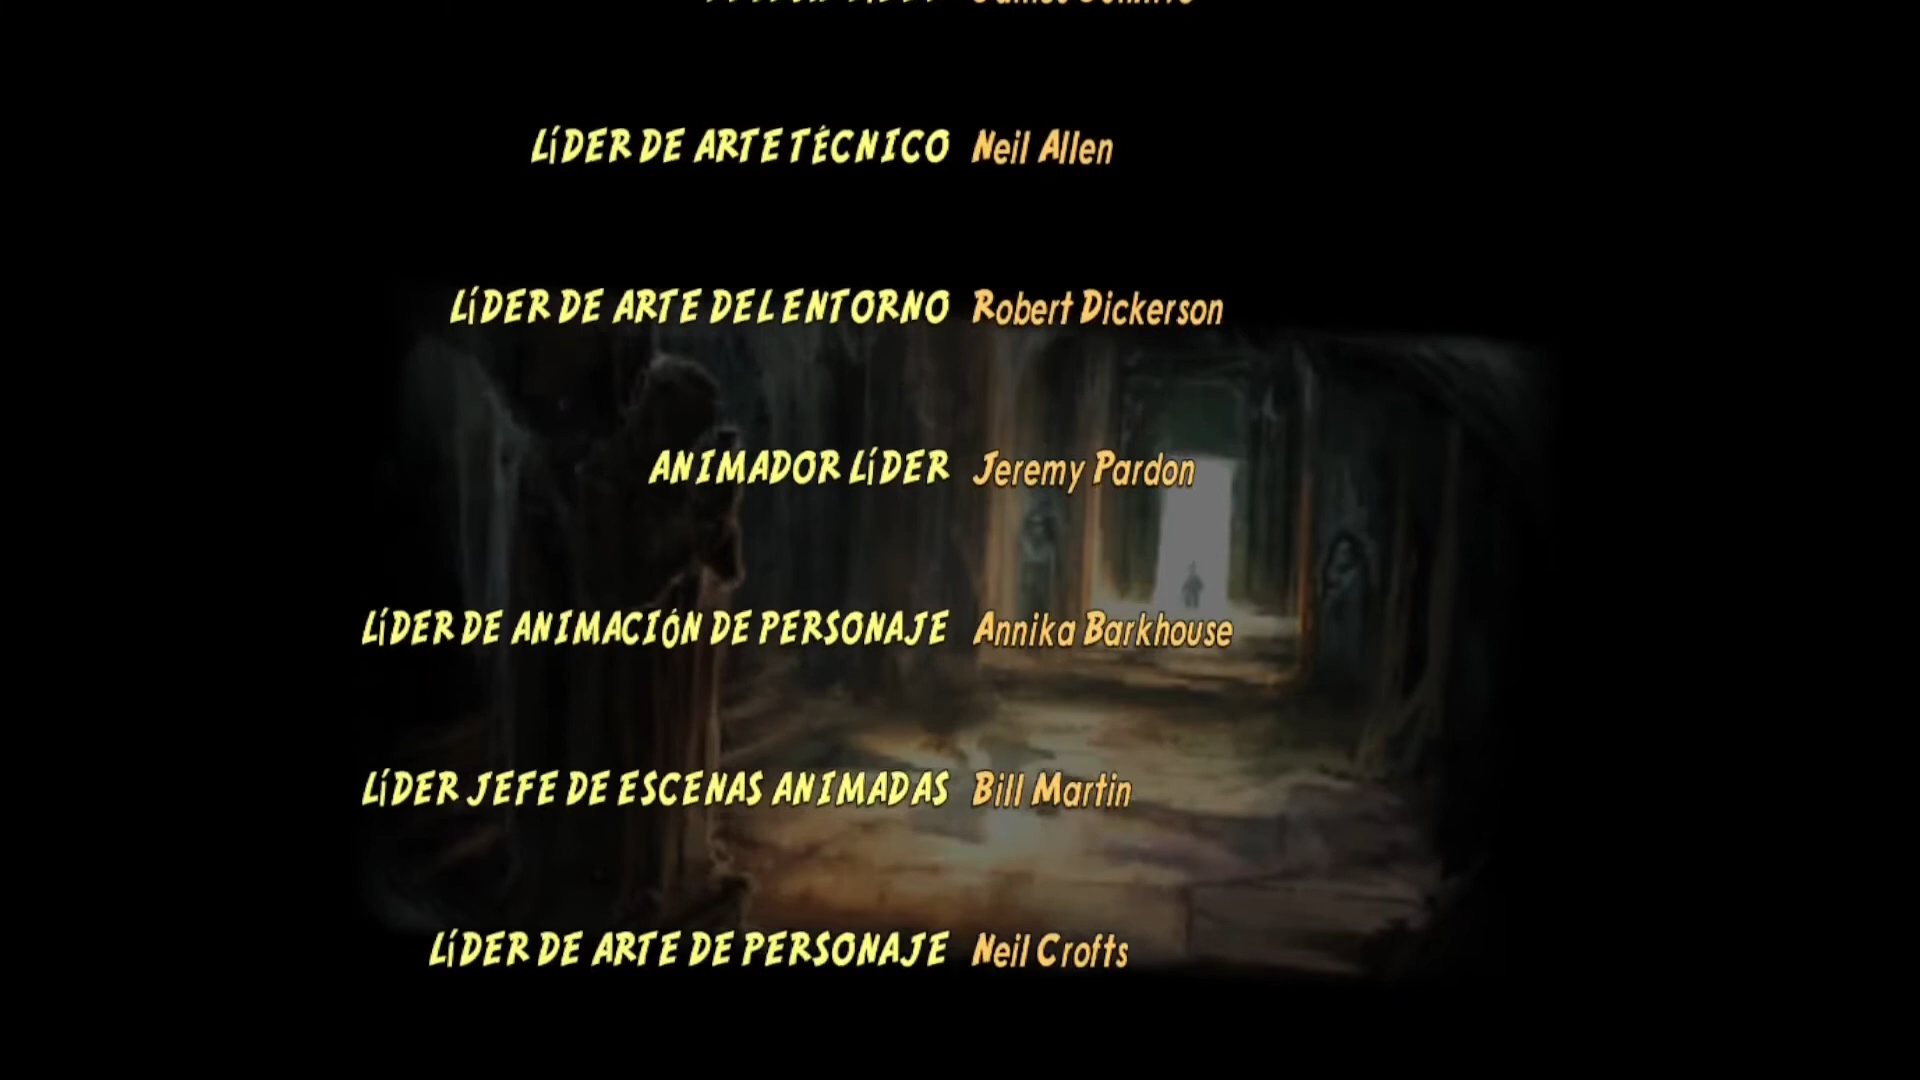 LÍDER DE ARTE TÉCNICO Neil Allen
LÍDER DE ARTE DEL ENTORNO Robert Dickerson
ANIMADOR LÍDER Jeremy Pardon
LÍDER DE ANIMACIÓN DE PERSONAJE Annika Barkhouse
LÍDER JEFE DE ESCENAS ANIMADAS Bill Martin
LÍDER DE ARTE DE PERSONAJE Neil Crofts